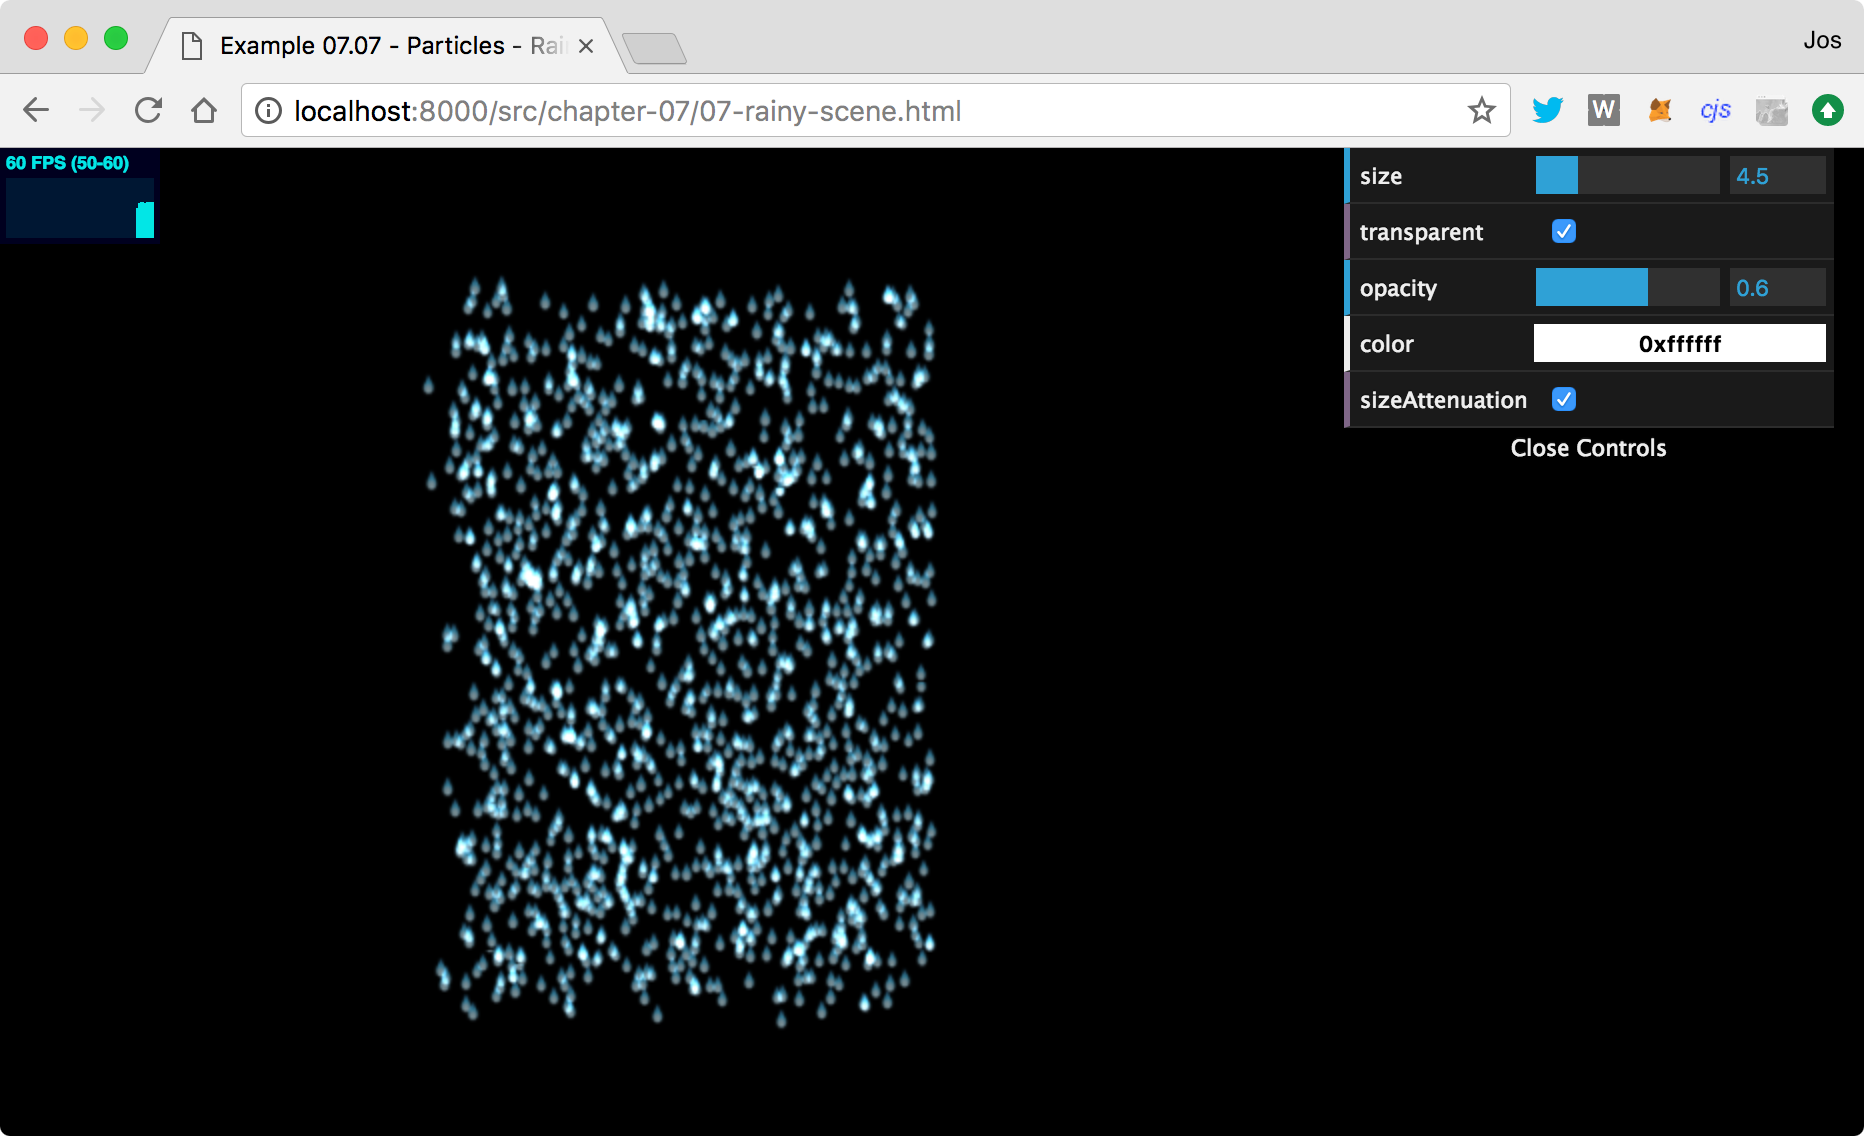 Example 07.07 - Particles - Rai
Jos
localhost:8000/src/chapter-07/07-rainy-scene.html
W
cjs
60 FPS (50-60)
size 4.5
transparent
opacity 0.6
color 0xffffff
sizeAttenuation
Close Controls